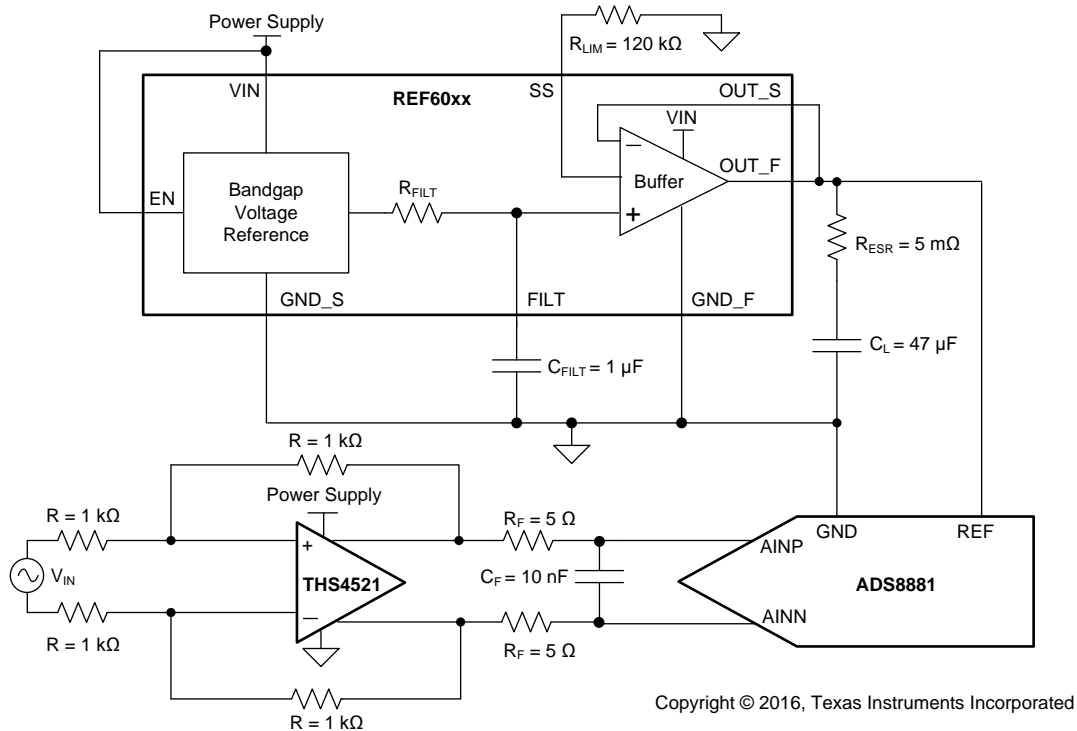 Power Supply
R_LIM = 120 kΩ
VIN
SS
OUT_S
REF60xx
VIN
OUT_F
EN
Bandgap
Voltage
Reference
R_FILT
−
Buffer
+
R_ESR = 5 mΩ
GND_S
FILT
GND_F
C_L = 47 µF
C_FILT = 1 µF
R = 1 kΩ
Power Supply
R = 1 kΩ
R_F = 5 Ω
GND
REF
AINP
+
V_IN
THS4521
C_F = 10 nF
ADS8881
−
AINN
R = 1 kΩ
R_F = 5 Ω
R = 1 kΩ
Copyright © 2016, Texas Instruments Incorporated